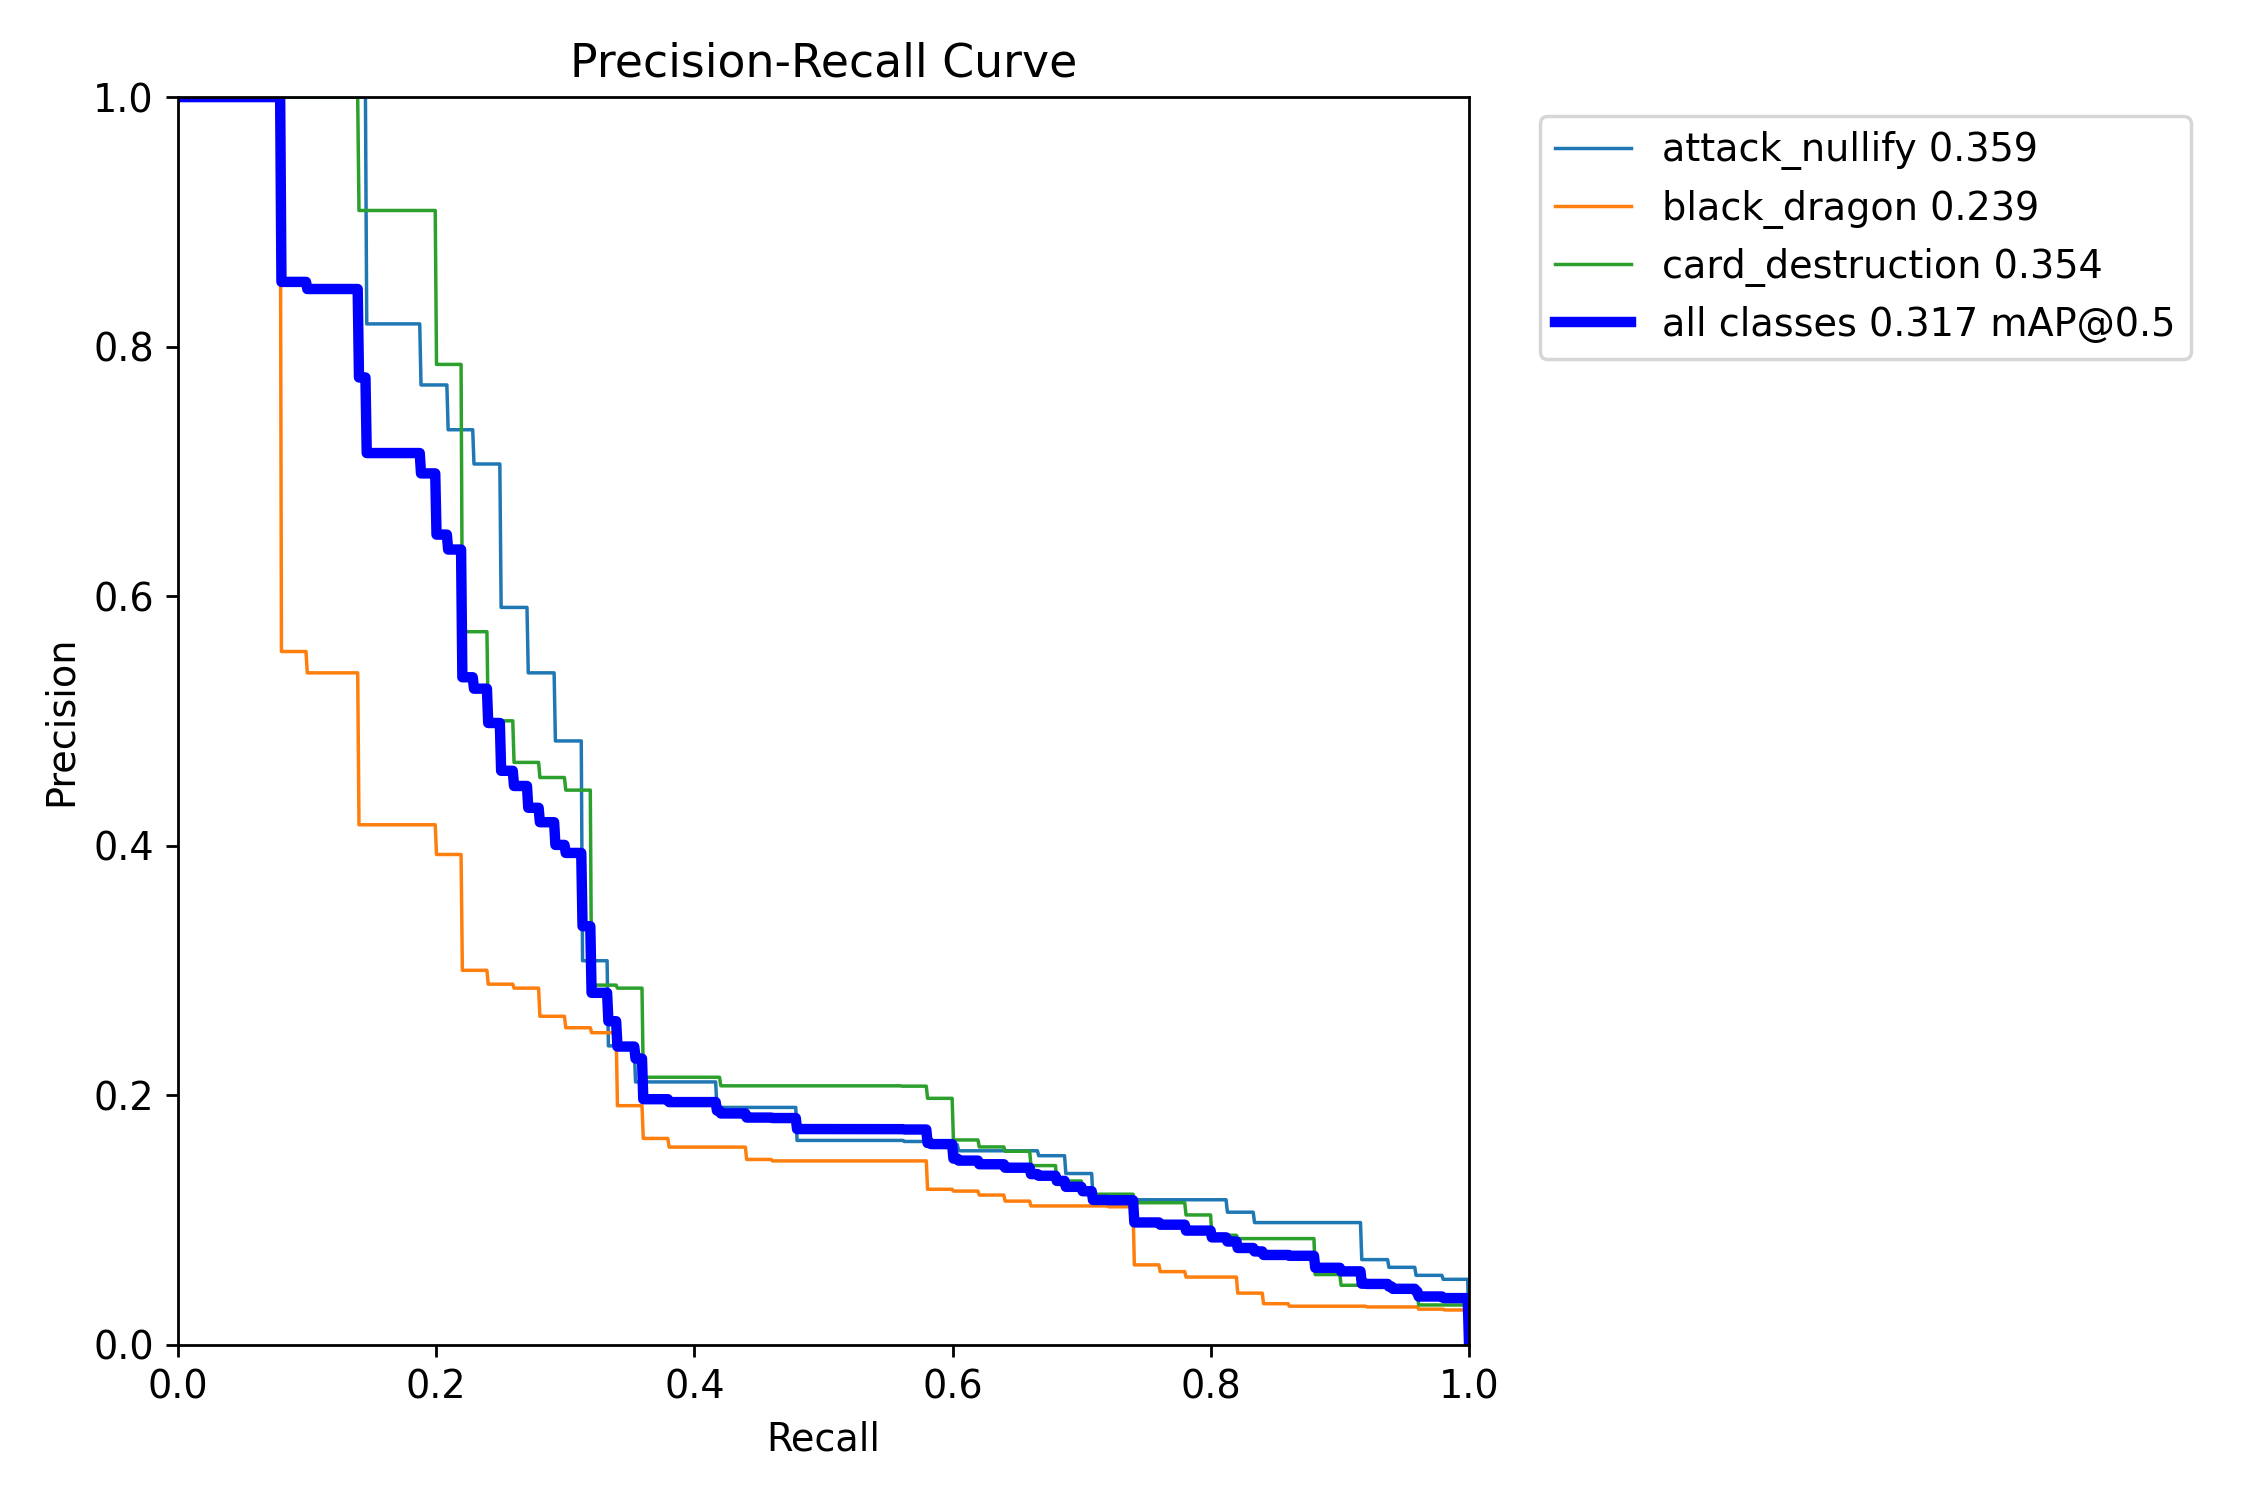 Precision-Recall Curve
1.0
0.8
0.6
0.4
0.2
0.0
Precision
0.0 0.2 0.4 0.6 0.8 1.0
Recall
attack_nullify 0.359
black_dragon 0.239
card_destruction 0.354
all classes 0.317 mAP@0.5